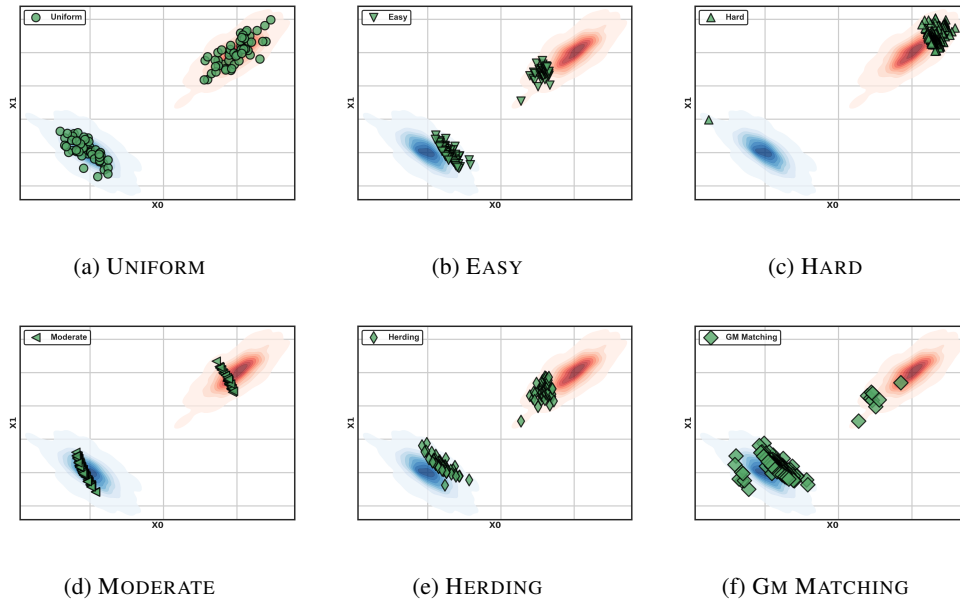 Uniform
X1
X0
(a) UNIFORM
Easy
X1
X0
(b) EASY
Hard
X1
X0
(c) HARD
Moderate
X1
X0
(d) MODERATE
Herding
X1
X0
(e) HERDING
GM Matching
X1
X0
(f) GM MATCHING